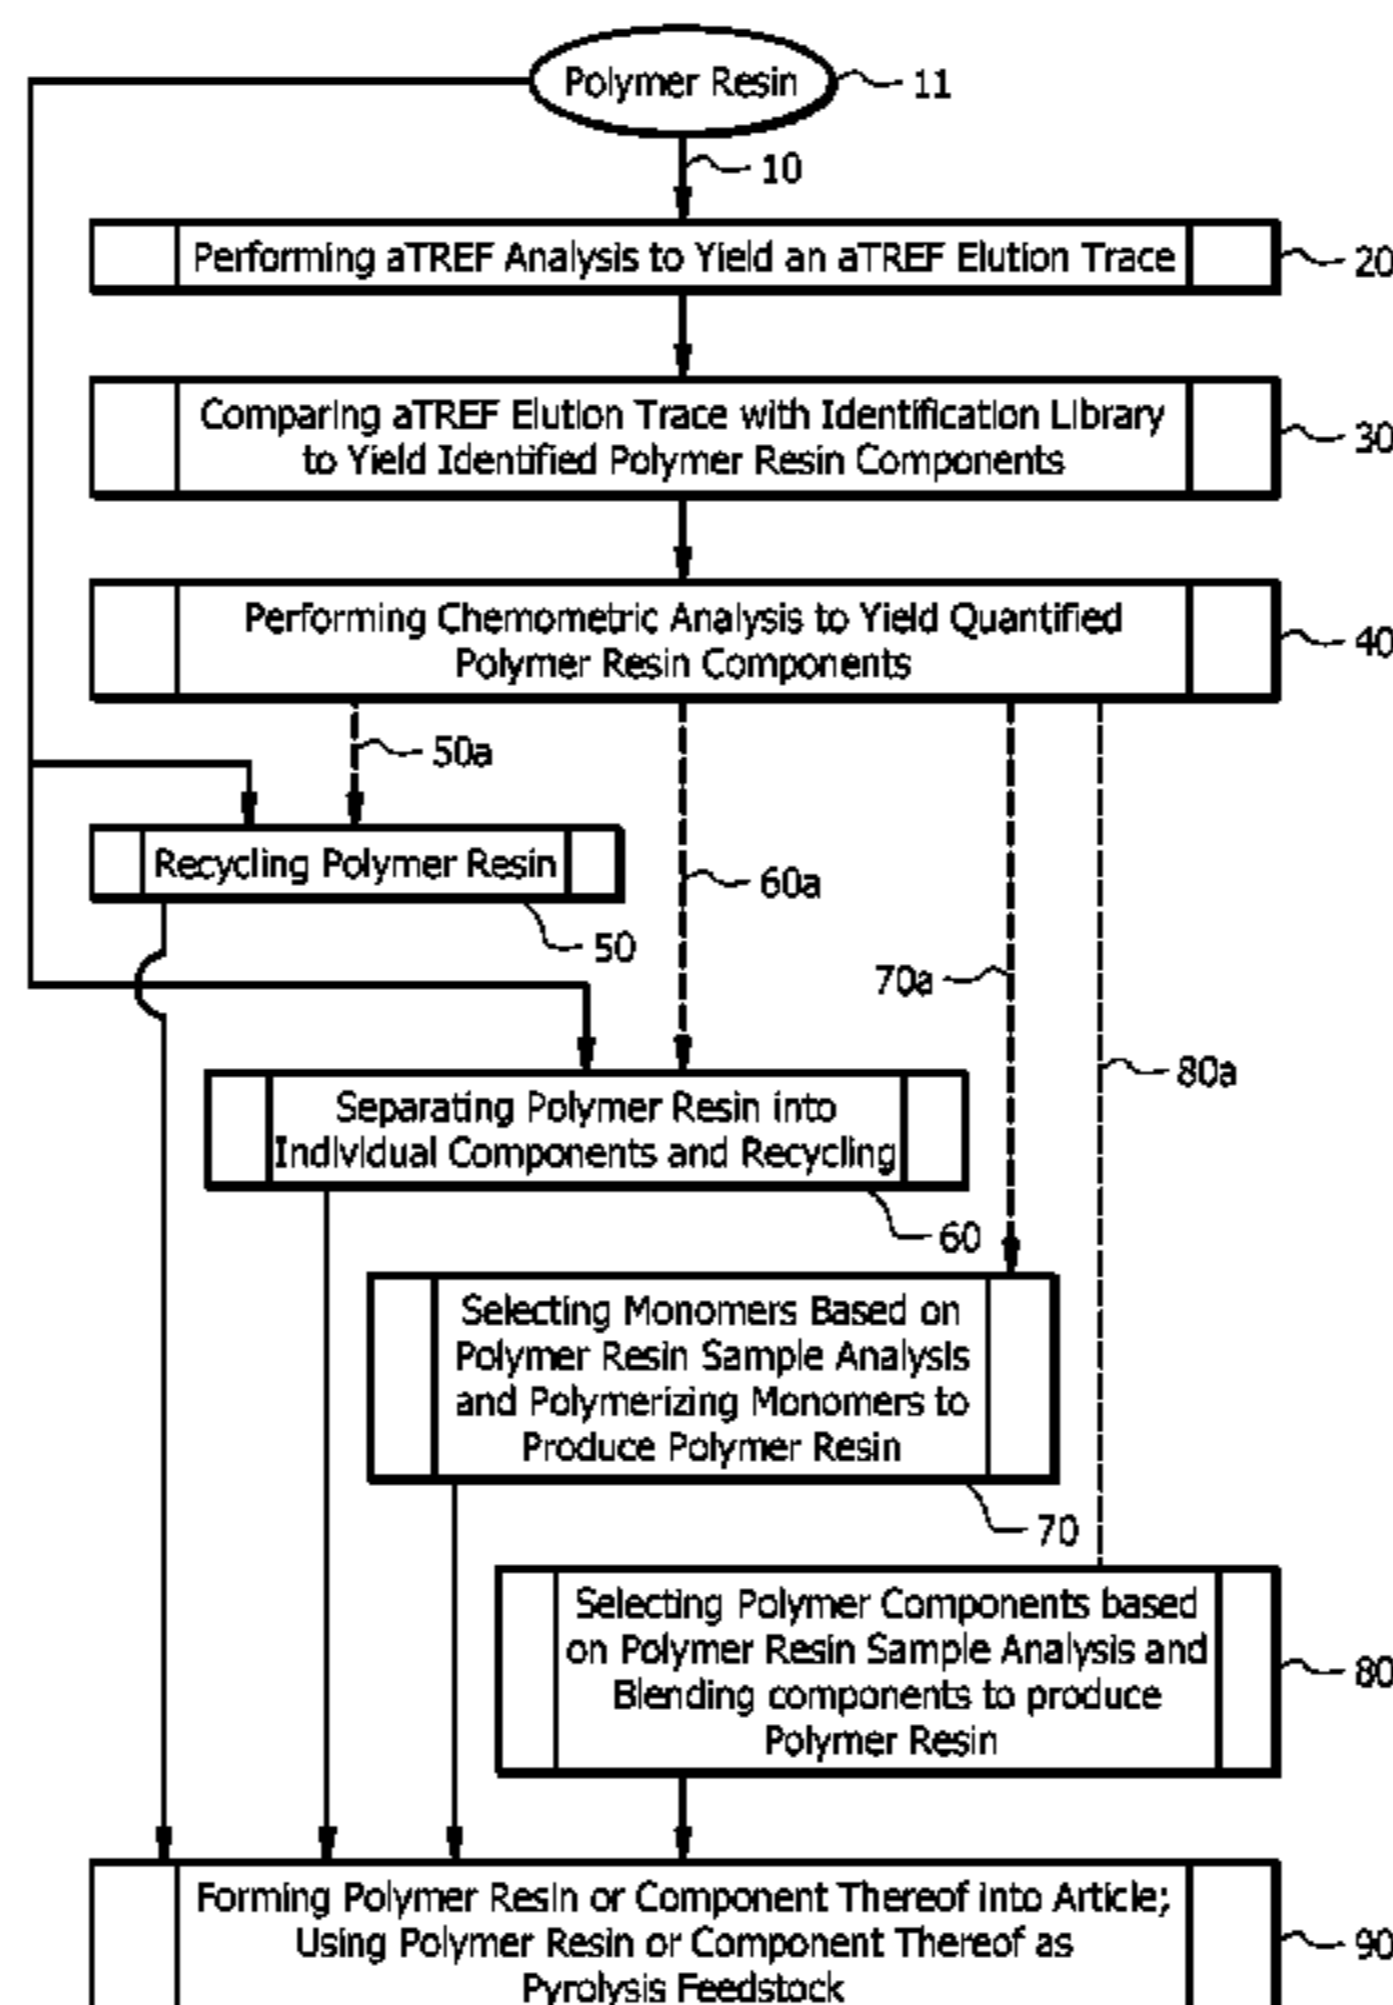 Polymer Resin
11
10
Performing aTREF Analysis to Yield an aTREF Elution Trace
20
Comparing aTREF Elution Trace with Identification Library
to Yield Identified Polymer Resin Components
30
Performing Chemometric Analysis to Yield Quantified
Polymer Resin Components
40
50a
Recycling Polymer Resin
50
60a
70a
80a
Separating Polymer Resin into
Individual Components and Recycling
60
Selecting Monomers Based on
Polymer Resin Sample Analysis
and Polymerizing Monomers to
Produce Polymer Resin
70
Selecting Polymer Components based
on Polymer Resin Sample Analysis and
Blending components to produce
Polymer Resin
80
Forming Polymer Resin or Component Thereof into Article;
Using Polymer Resin or Component Thereof as
Pyrolysis Feedstock
90